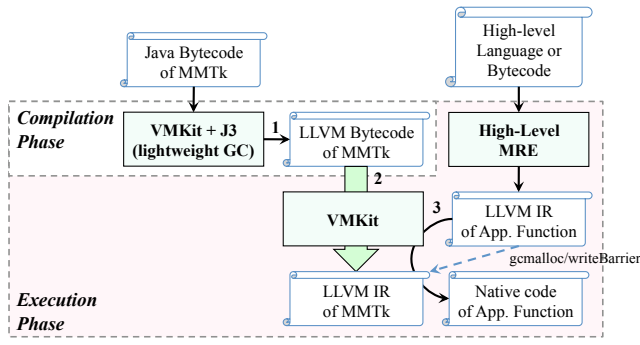 Java Bytecode
of MMTk
High-level
Language or
Bytecode
Compilation
Phase
VMKit + J3
(lightweight GC)
1
LLVM Bytecode
of MMTk
High-Level
MRE
2
VMKit
3
LLVM IR
of App. Function
gcmalloc/writeBarrier
LLVM IR
of MMTk
Native code
of App. Function
Execution
Phase